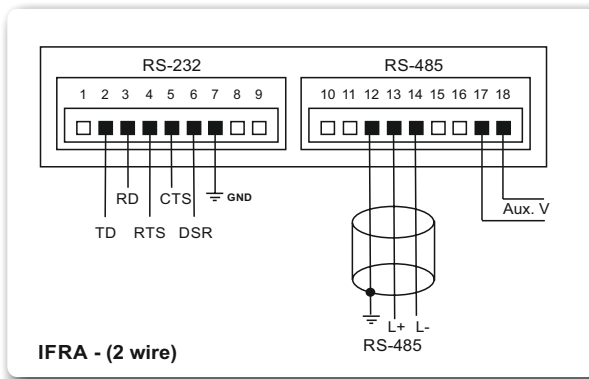 RS-232 RS-485
1 2 3 4 5 6 7 8 9 10 11 12 13 14 15 16 17 18
RD CTS GND
TD RTS DSR
Aux. V
L+ L-
RS-485
IFRA - (2 wire)